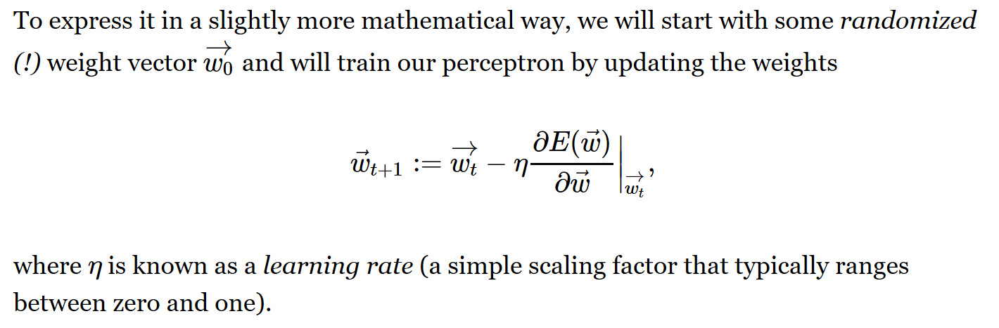 To express it in a slightly more mathematical way, we will start with some randomized
(!) weight vector $\overrightarrow{w_0}$ and will train our perceptron by updating the weights
$\vec{w}_{t+1} := \overrightarrow{w_t} - \eta \frac{\partial E(\vec{w})}{\partial \vec{w}} \Big|_{\overrightarrow{w_t}},$
where $\eta$ is known as a learning rate (a simple scaling factor that typically ranges
between zero and one).